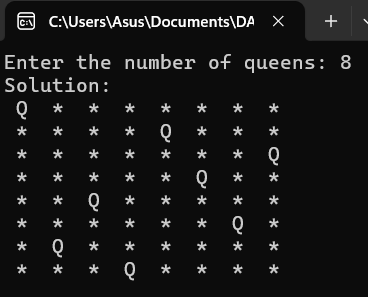 C:\Users\Asus\Documents\DA
Enter the number of queens: 8
Solution:
Q * * * * * * *
* * * * Q * * *
* * * * * * * Q
* * * * * Q * *
* * Q * * * * *
* * * * * * Q *
* Q * * * * * *
* * * Q * * * *